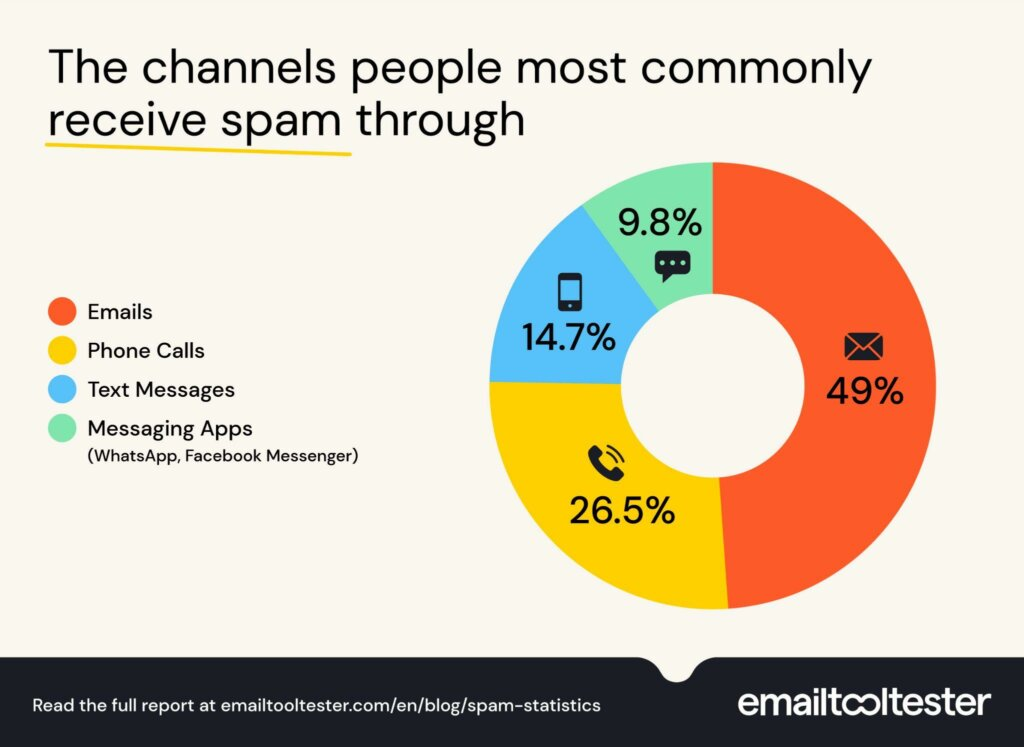 The channels people most commonly
receive spam through
9.8%
14.7%
49%
26.5%
Emails
Phone Calls
Text Messages
Messaging Apps
(WhatsApp, Facebook Messenger)
Read the full report at emailtooltester.com/en/blog/spam-statistics
emailtooltester